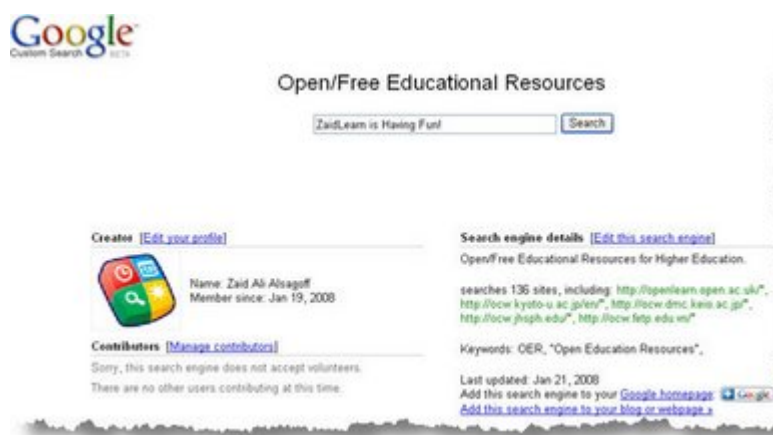 Google
Custom Search BETA
Open/Free Educational Resources
ZaidLearn is Having Fun!
Search
Creator [Edit your profile]
Name: Zaid Ali Alsagoff
Member since: Jan 19, 2008
Contributors [Manage contributors]
Sorry, this search engine does not accept volunteers.
There are no other users contributing at this time.
Search engine details [Edit this search engine]
Open/Free Educational Resources for Higher Education.
searches 136 sites, including: http://openlearn.open.ac.uk/*,
http://ocw.kyoto-u.ac.jp/en/*, http://ocw.dmc.keio.ac.jp/*,
http://ocw.jhsph.edu/*, http://ocw.fetp.edu.vn/*
Keywords: OER, "Open Education Resources",
Last updated: Jan 21, 2008
Add this search engine to your Google homepage: Google
Add this search engine to your blog or webpage »